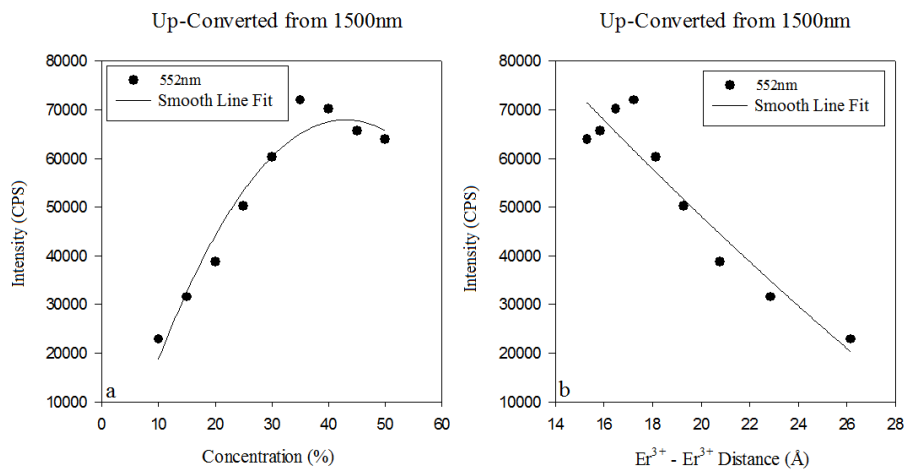 Up-Converted from 1500nm
80000
70000
60000
50000
40000
30000
20000
10000
552nm
Smooth Line Fit
a
0 10 20 30 40 50 60
Intensity (CPS)
Concentration (%)
Up-Converted from 1500nm
80000
70000
60000
50000
40000
30000
20000
10000
552nm
Smooth Line Fit
b
14 16 18 20 22 24 26 28
Intensity (CPS)
Er³⁺ - Er³⁺ Distance (Å)